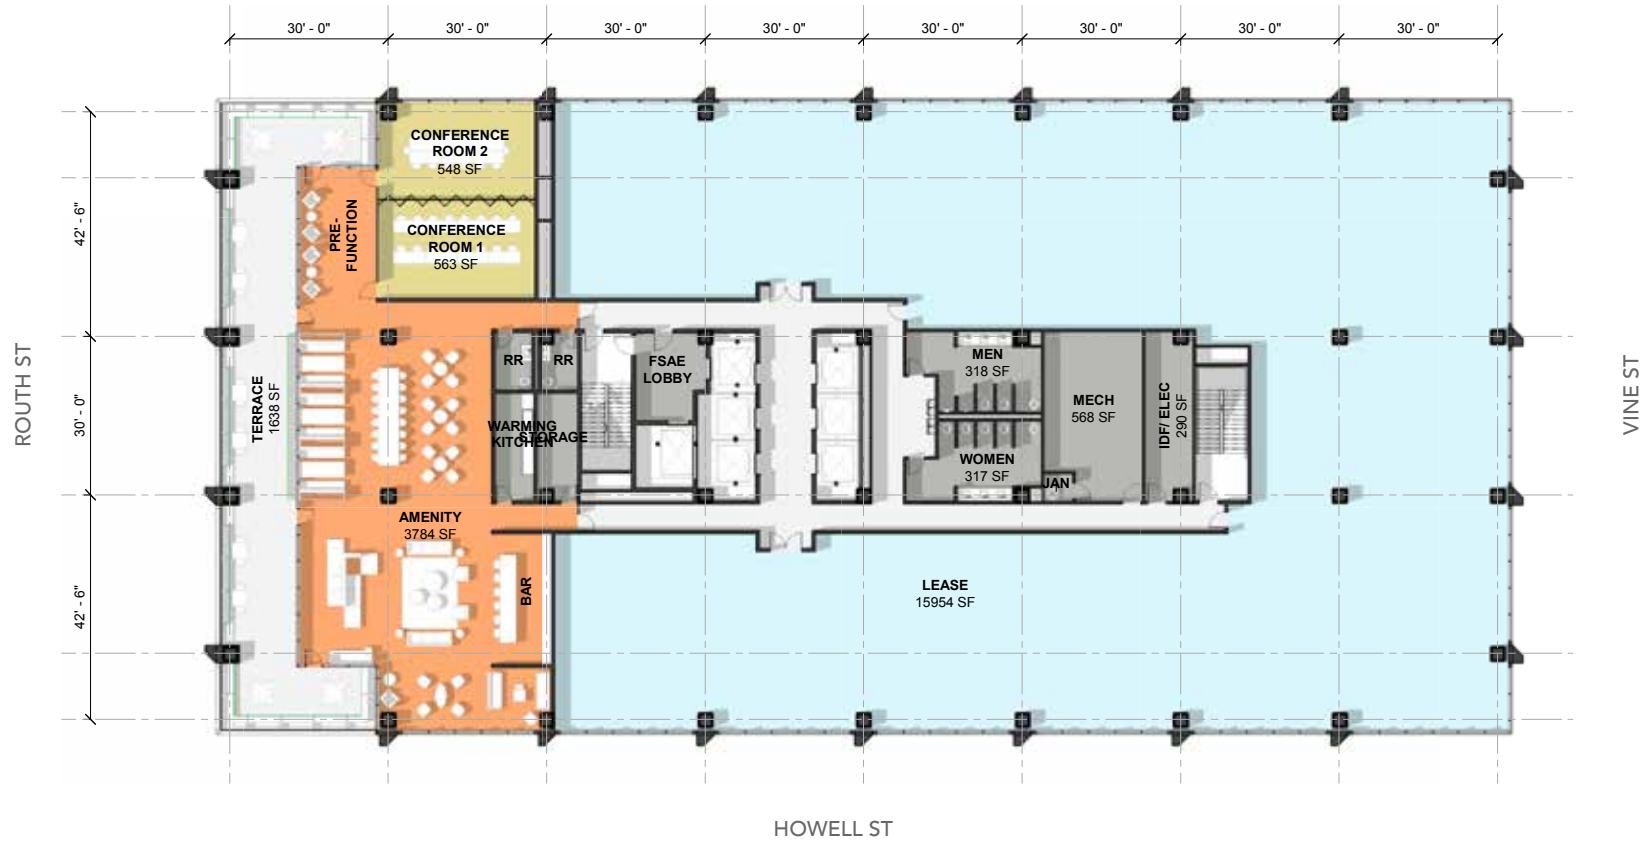 30' - 0"
30' - 0"
30' - 0"
30' - 0"
30' - 0"
30' - 0"
30' - 0"
30' - 0"
42' - 6"
30' - 0"
42' - 6"
ROUTH ST
VINE ST
HOWELL ST
CONFERENCE
ROOM 2
548 SF
CONFERENCE
ROOM 1
563 SF
PRE-
FUNCTION
TERRACE
1638 SF
RR
RR
FSAE
LOBBY
WARMING
KITCHEN
STORAGE
MEN
318 SF
WOMEN
317 SF
MECH
568 SF
IDF/ ELEC
290 SF
JAN
AMENITY
3784 SF
BAR
LEASE
15954 SF